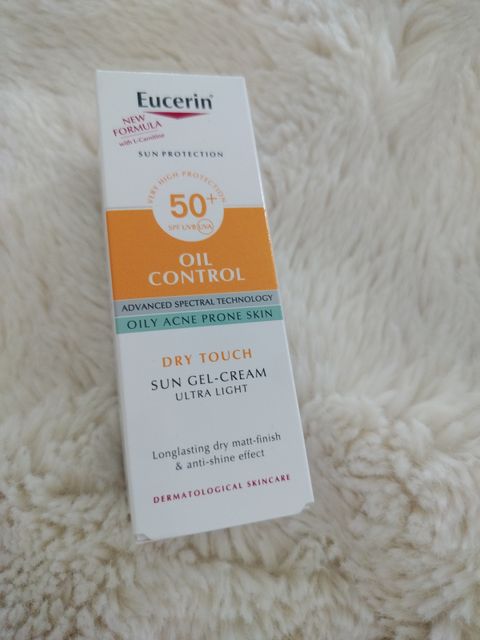 Eucerin
NEW
FORMULA
with L-Carnitine
SUN PROTECTION
VERY HIGH PROTECTION
50+
SPF UVB UVA
OIL
CONTROL
ADVANCED SPECTRAL TECHNOLOGY
OILY ACNE PRONE SKIN
DRY TOUCH
SUN GEL-CREAM
ULTRA LIGHT
Longlasting dry matt-finish
& anti-shine effect
DERMATOLOGICAL SKINCARE